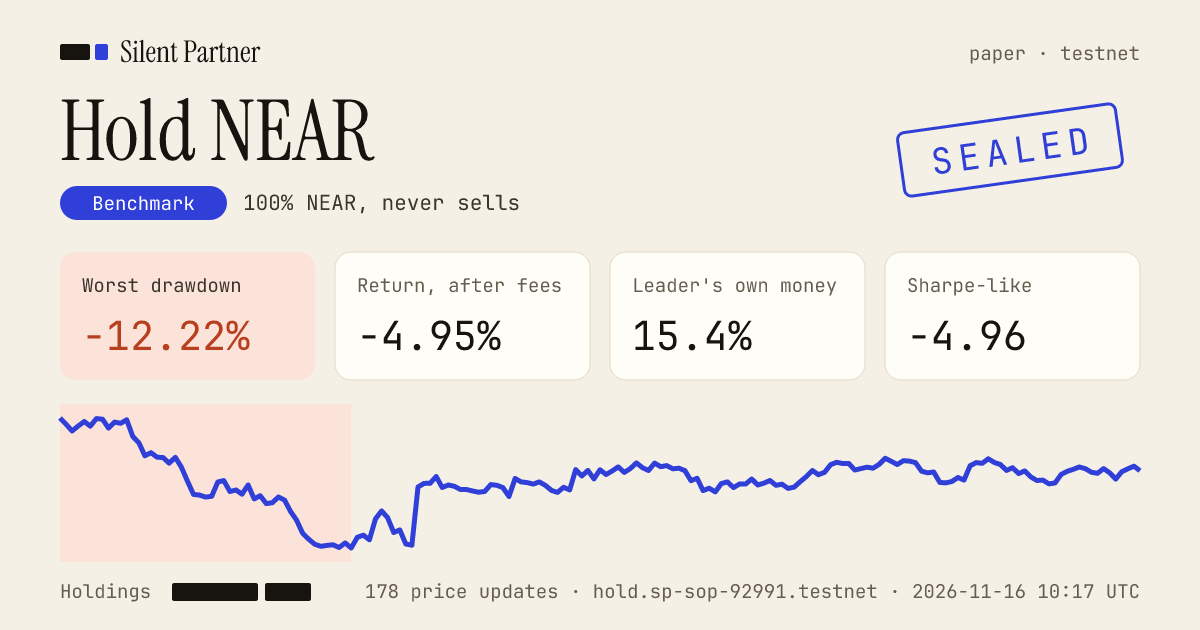 Silent Partner
paper · testnet
Hold NEAR
SEALED
Benchmark
100% NEAR, never sells
Worst drawdown
-12.22%
Return, after fees
-4.95%
Leader's own money
15.4%
Sharpe-like
-4.96
Holdings
178 price updates · hold.sp-sop-92991.testnet · 2026-11-16 10:17 UTC